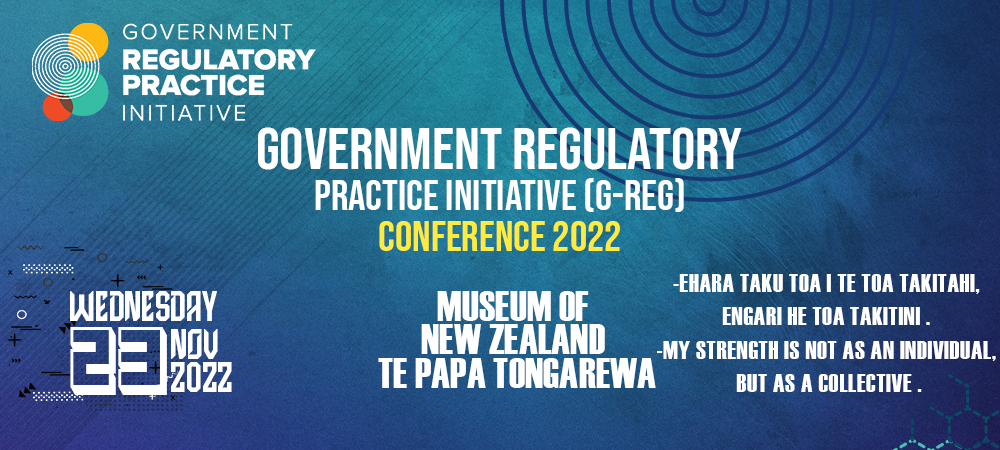 GOVERNMENT
REGULATORY
PRACTICE
INITIATIVE
GOVERNMENT REGULATORY
PRACTICE INITIATIVE (G-REG)
CONFERENCE 2022
WEDNESDAY
23 NOV
2022
MUSEUM OF
NEW ZEALAND
TE PAPA TONGAREWA
-EHARA TAKU TOA I TE TOA TAKITAHI,
ENGARI HE TOA TAKITINI .
-MY STRENGTH IS NOT AS AN INDIVIDUAL,
BUT AS A COLLECTIVE .